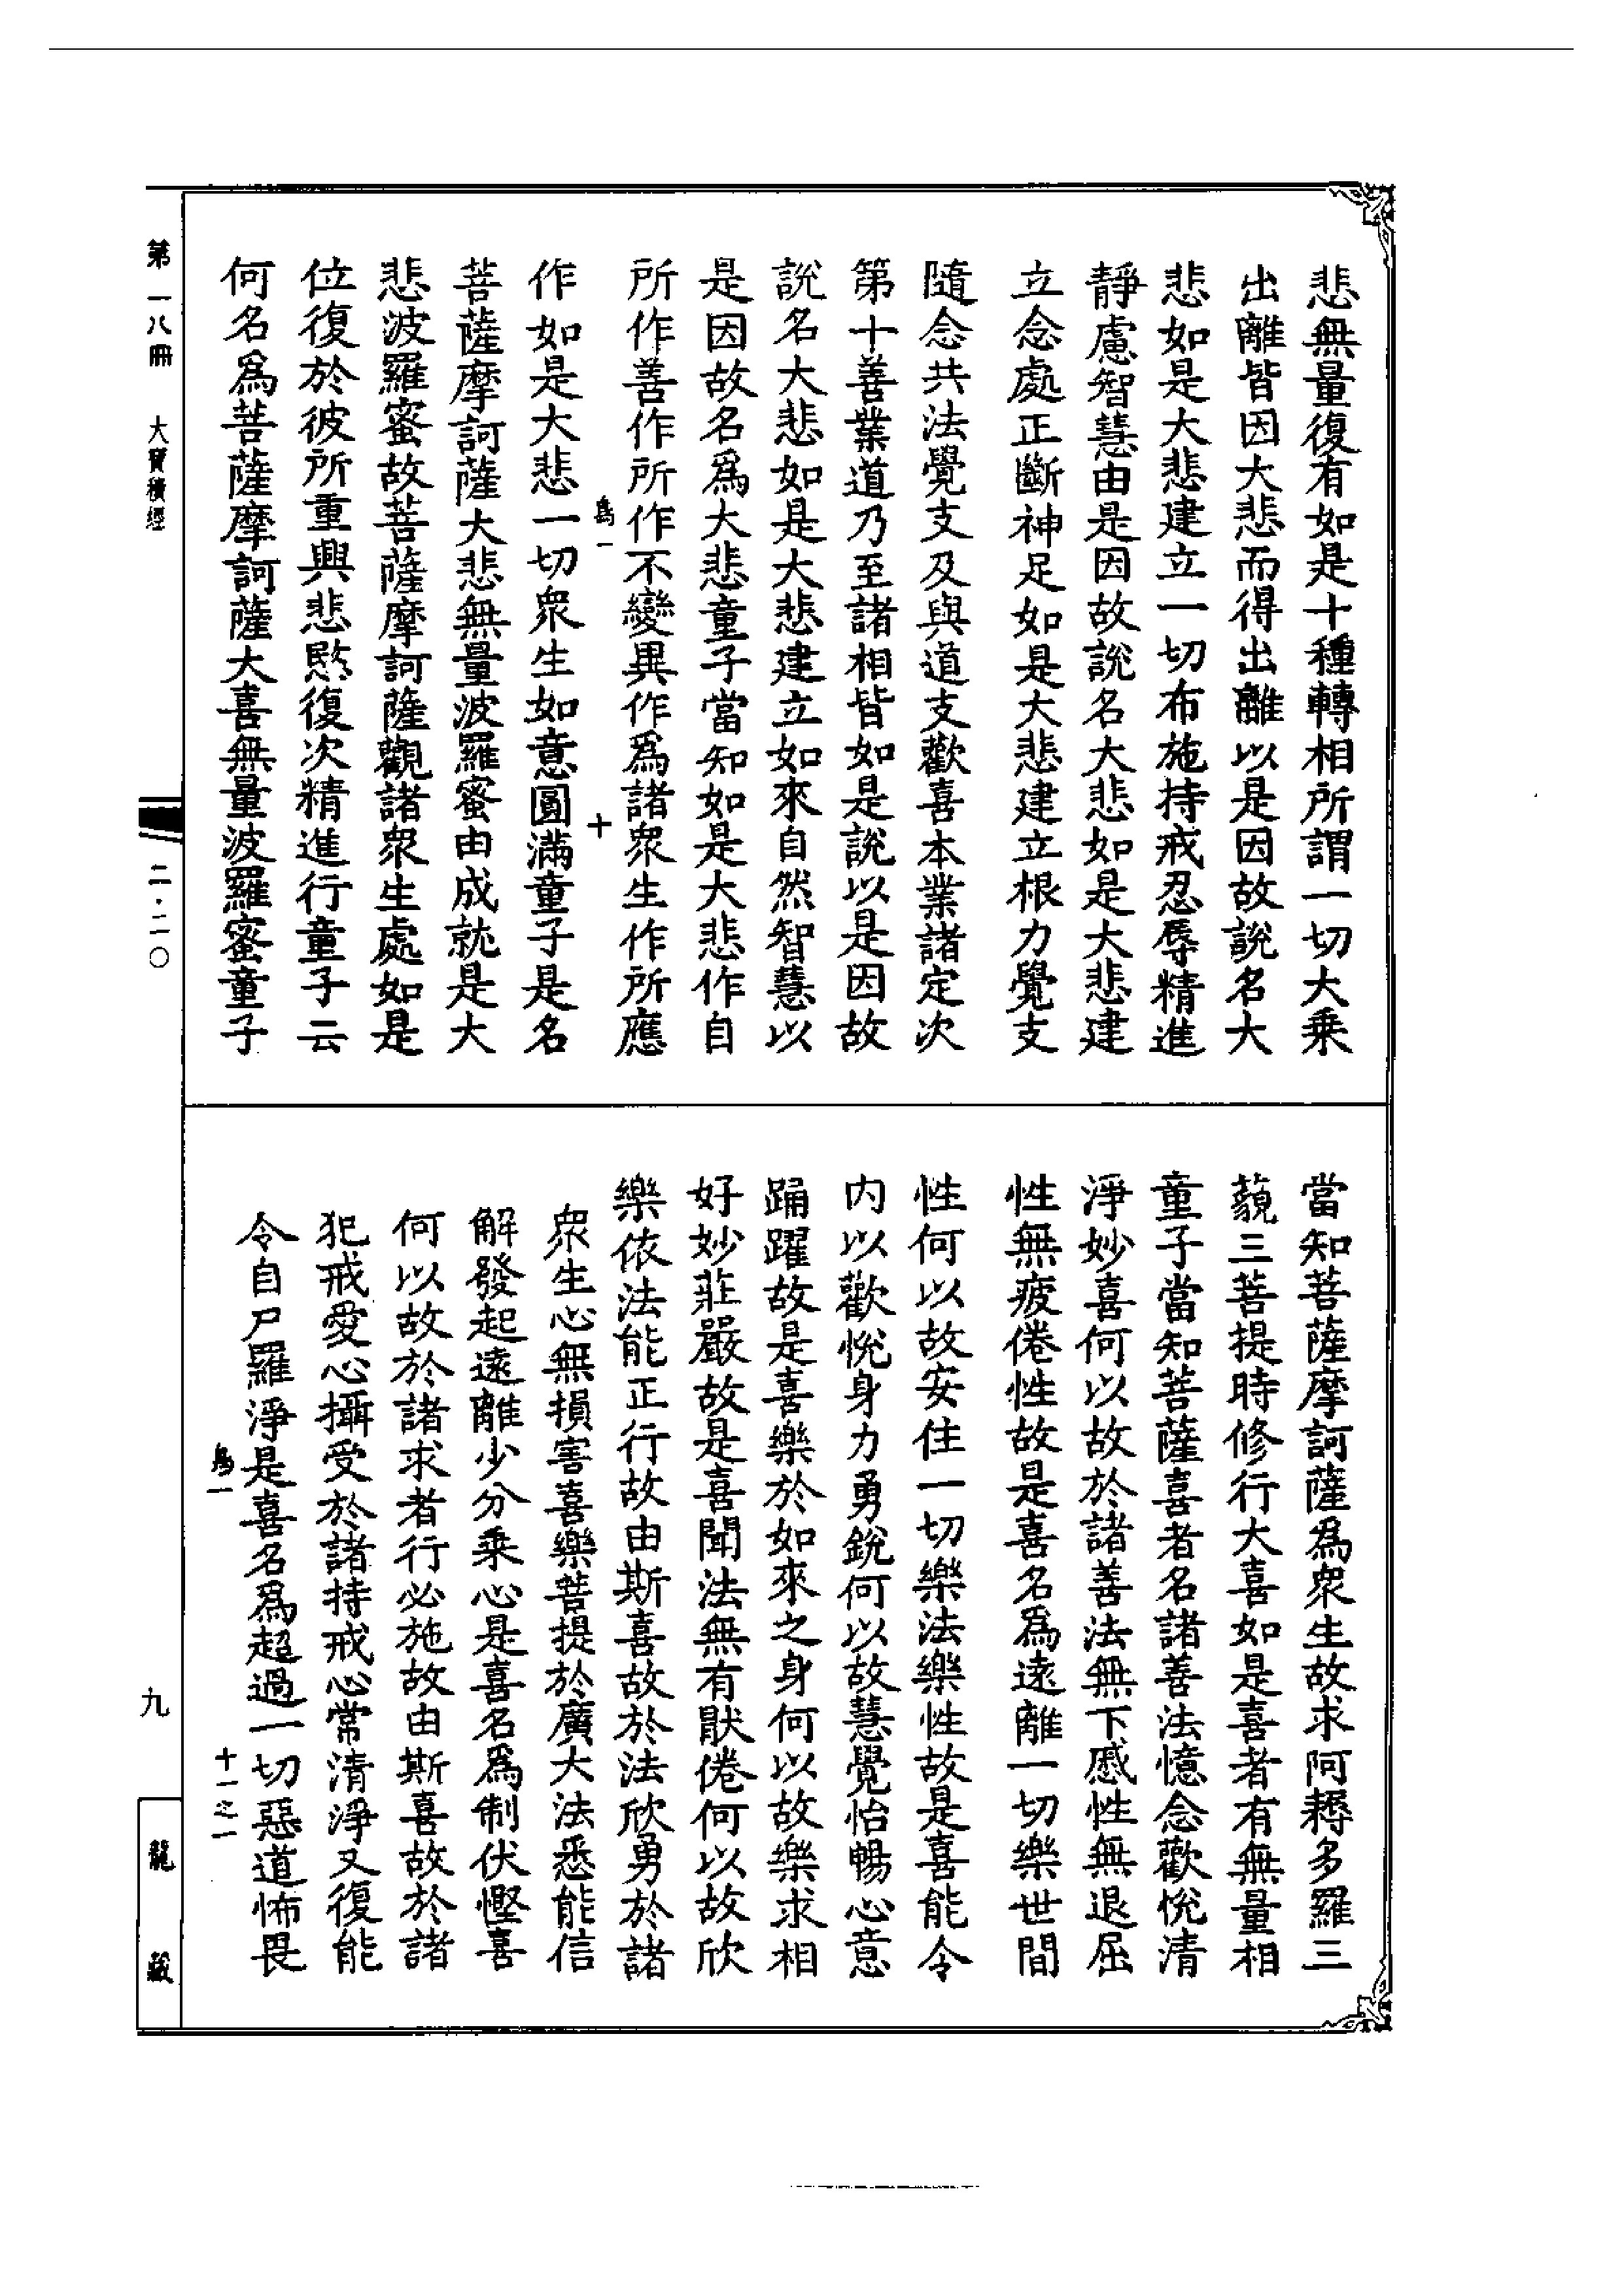 悲無量復有如是十種轉相所謂一切大乘
出離皆因大悲而得出離以是因故說名大
悲如是大悲建立一切布施持戒忍辱精進
靜慮智慧由是因故說名大悲如是大悲建
立念處正斷神足如是大悲建立根力覺支
隨念共法覺支及與道支歡喜本業諸定次
第十善業道乃至諸相皆如是說以是因故
說名大悲如是大悲建立如來自然智慧以
是因故名爲大悲童子當知如是大悲作自
所作善作所作不變異作爲諸衆生作所應
爲一 十
作如是大悲一切衆生如意圓滿童子是名
菩薩摩訶薩大悲無量波羅蜜由成就是大
悲波羅蜜故菩薩摩訶薩觀諸衆生處如是
位復於彼所重興悲愍復次精進行童子云
何名爲菩薩摩訶薩大喜無量波羅蜜童子
當知菩薩摩訶薩爲衆生故求阿耨多羅三
藐三菩提時修行大喜如是喜者有無量相
童子當知菩薩喜者名諸善法憶念歡悅清
淨妙喜何以故於諸善法無下慼性無退屈
性無疲倦性故是喜名爲遠離一切樂世間
性何以故安住一切樂法樂性故是喜能令
内以歡悅身力勇銳何以故慧覺怡暢心意
踊躍故是喜樂於如來之身何以故樂求相
好妙莊嚴故是喜聞法無有猒倦何以故欣
樂依法能正行故由斯喜故於法欣勇於諸
衆生心無損害喜樂菩提於廣大法悉能信
解發起遠離少分乘心是喜名爲制伏慳喜
何以故於諸求者行必施故由斯喜故於諸
犯戒愛心攝受於諸持戒心常清淨又復能
令自尸羅淨是喜名爲超過一切惡道怖畏
爲一 十一之一
第一八冊 大寶積經
二·二〇
九
龍藏